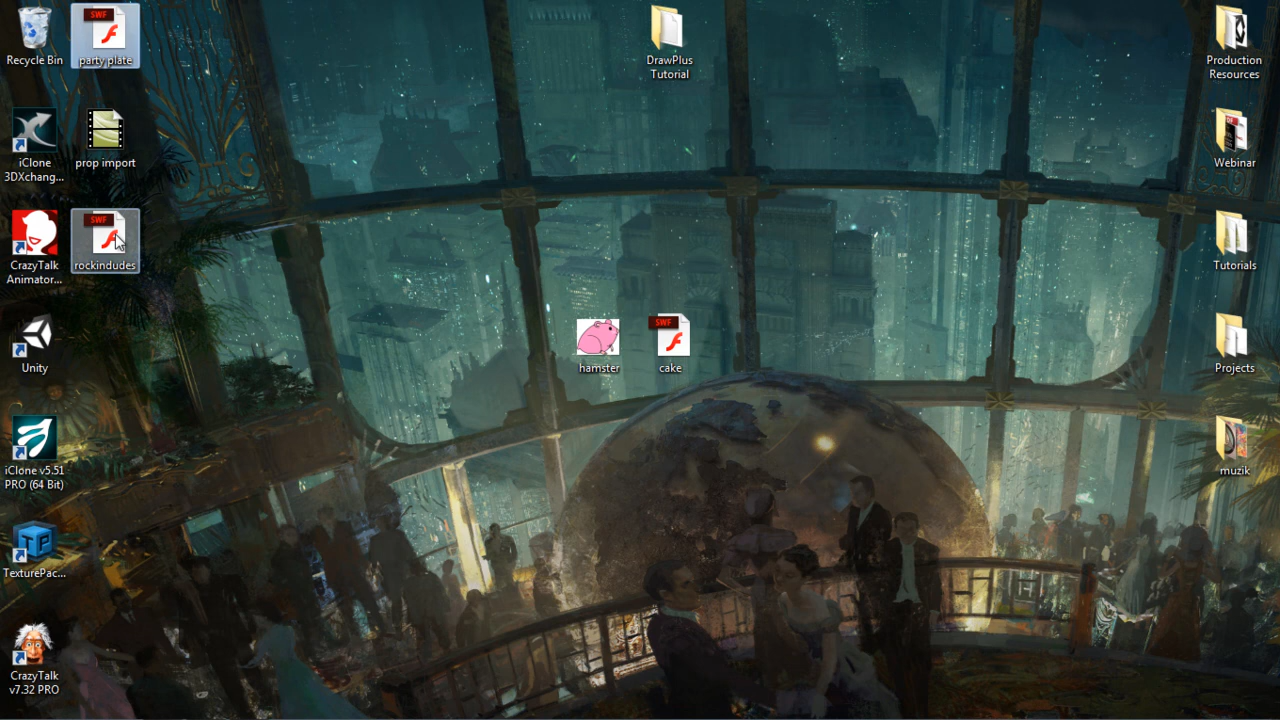 Recycle Bin
SWF
party plate
iClone
3DXchang...
prop import
CrazyTalk
Animator...
SWF
rockindudes
Unity
iClone v5.51
PRO (64 Bit)
TP
TexturePac...
CrazyTalk
v7.32 PRO
DrawPlus
Tutorial
hamster
SWF
cake
Production
Resources
Webinar
Tutorials
Projects
muzik